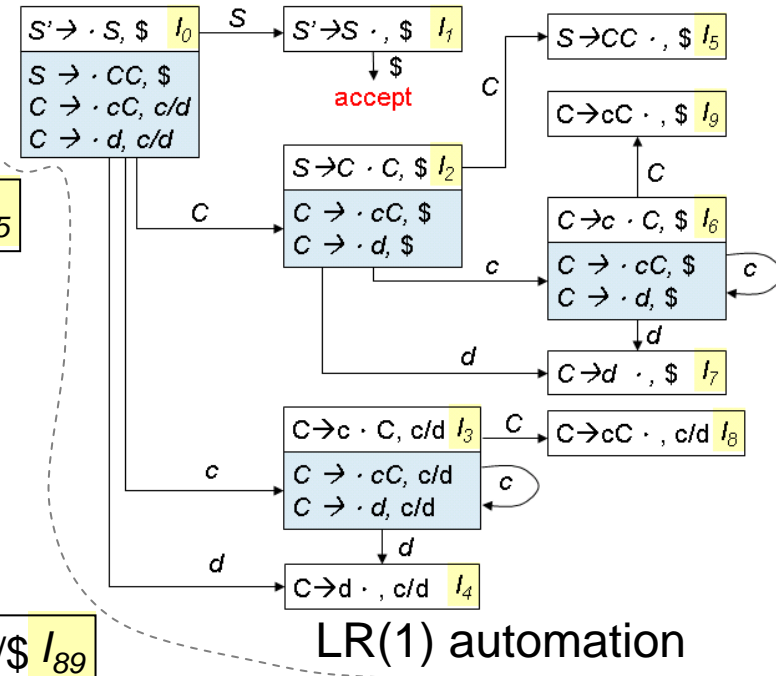 S'→ · S, $ I0
S → · CC, $
C → · cC, c/d
C → · d, c/d
S
S'→S · , $ I1
$
accept
C
S→CC · , $ I5
C→cC · , $ I9
C
S→C · C, $ I2
C → · cC, $
C → · d, $
C
C→c · C, $ I6
C → · cC, $
C → · d, $
c
c
d
d
C→d · , $ I7
5
C→c · C, c/d I3
C → · cC, c/d
C → · d, c/d
C
C→cC · , c/d I8
c
c
d
d
C→d · , c/d I4
/$ I89
LR(1) automation